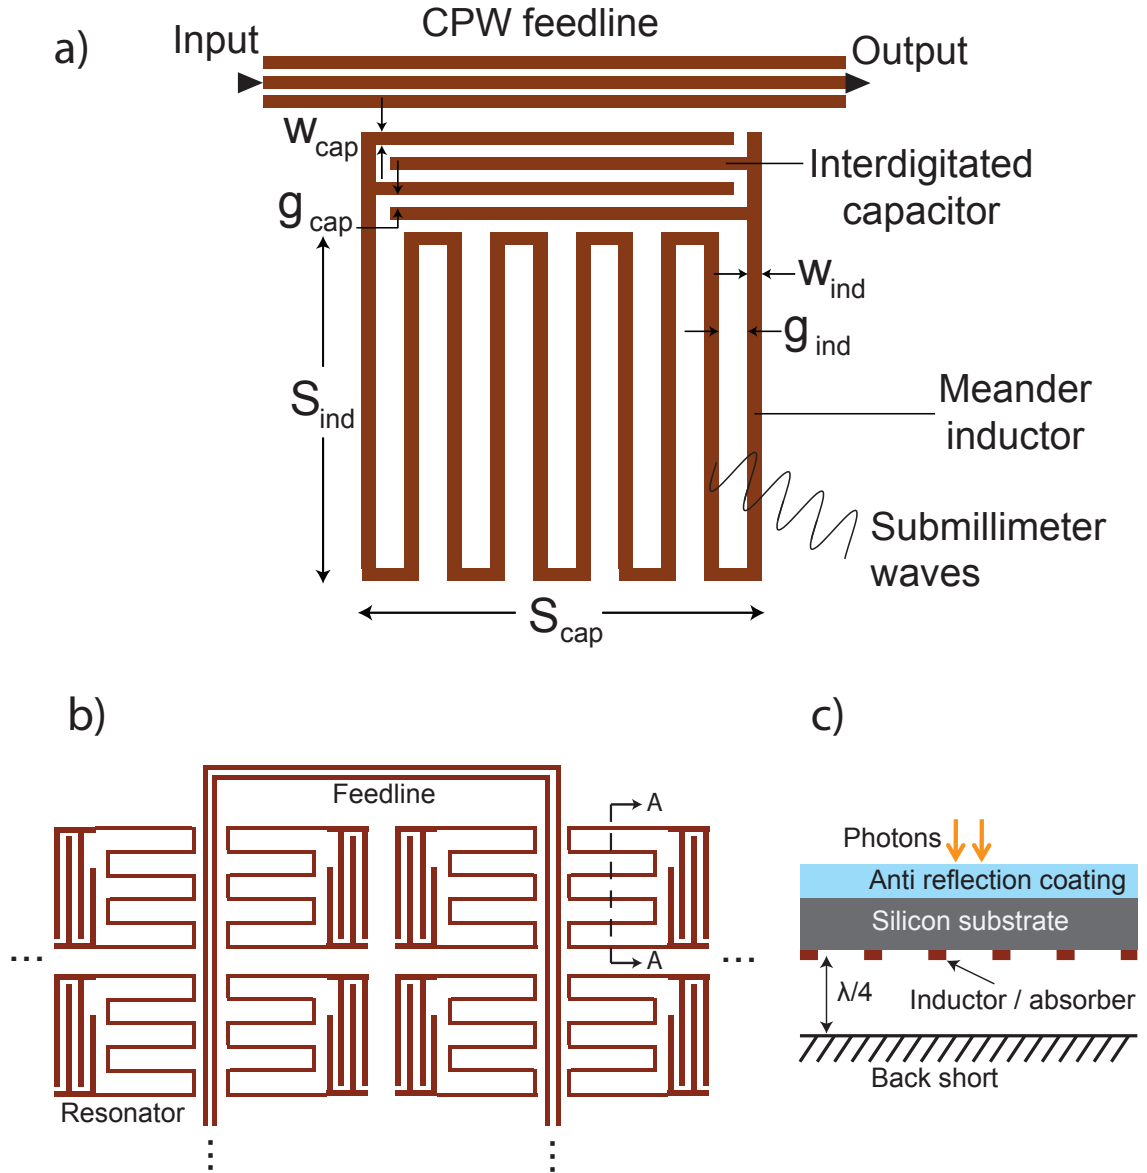 a)
Input
CPW feedline
Output
w cap
Interdigitated
capacitor
g cap
w ind
g ind
S ind
Meander
inductor
Submillimeter
waves
S cap
b)
Feedline
A
A
...
...
Resonator
...
...
c)
Photons
Anti reflection coating
Silicon substrate
λ/4
Inductor / absorber
Back short